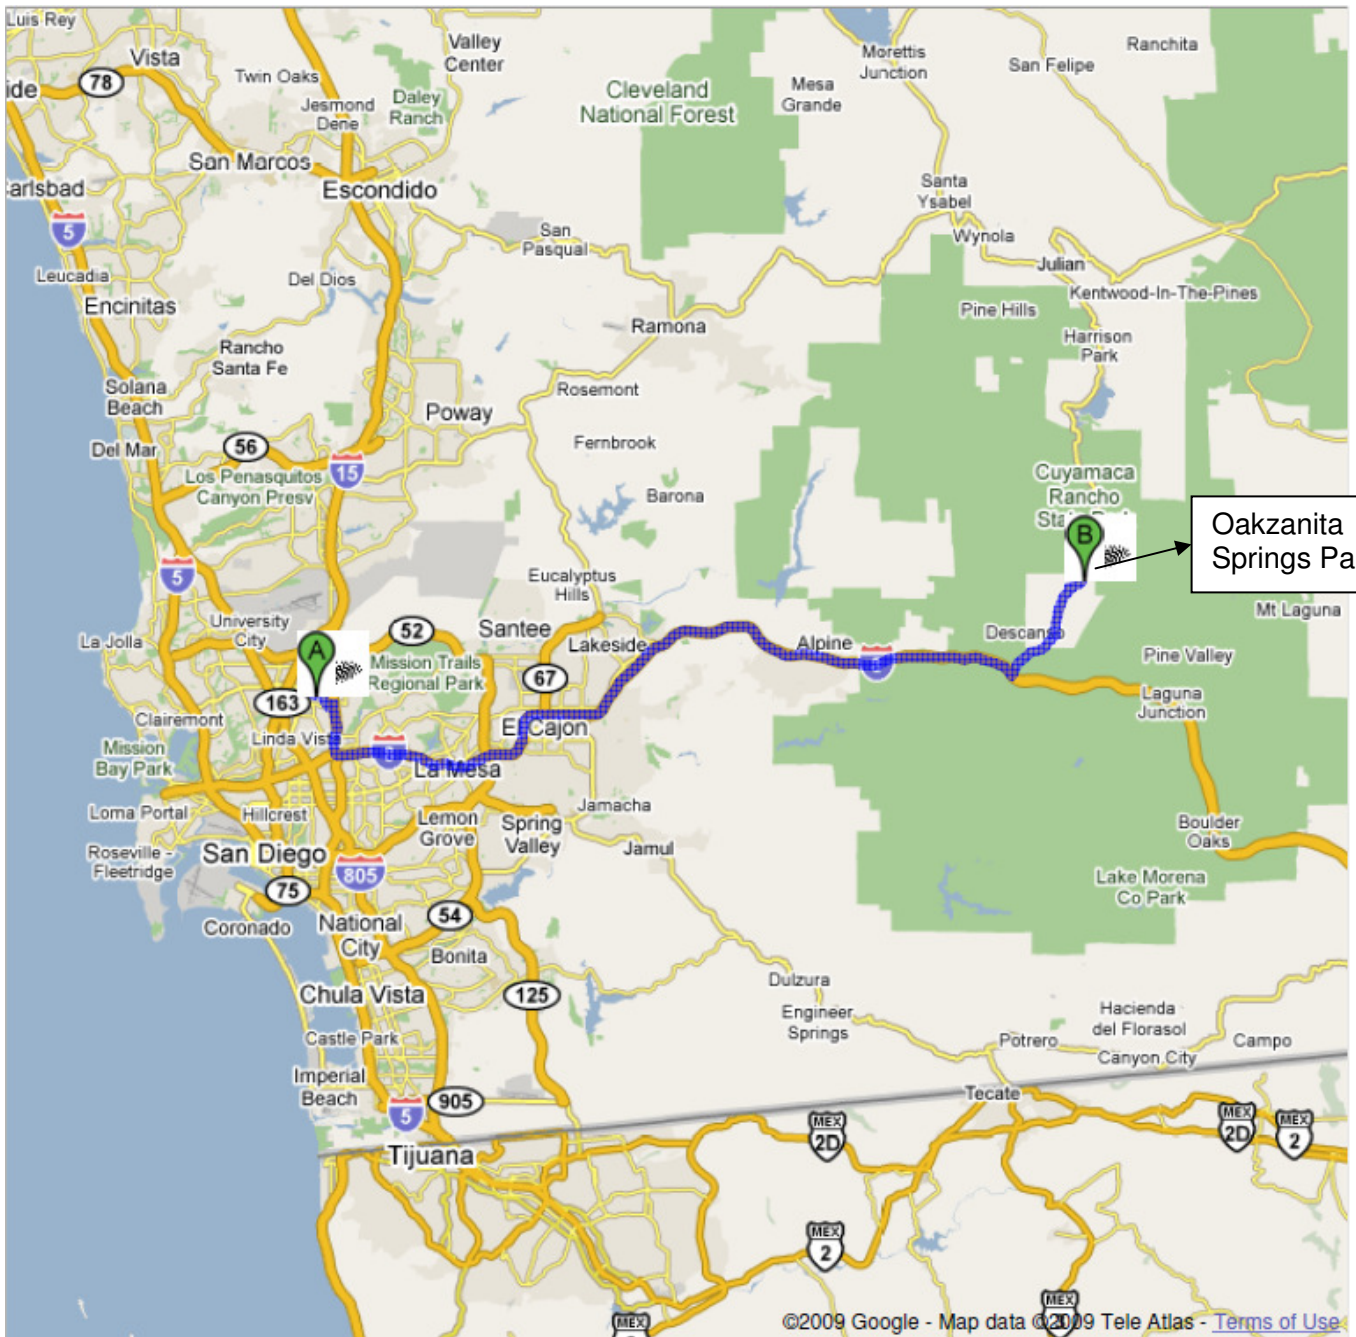 Luis Rey
Vista
78
ide
Twin Oaks
Valley
Center
Jesmond
Dene
Daley
Ranch
Cleveland
National Forest
Mesa
Grande
Morettis
Junction
San Felipe
Ranchita
San Marcos
Escondido
arlsbad
5
Santa
Ysabel
San
Pasqual
Wynola
Leucadia
Del Dios
Julian
Encinitas
Kentwood-In-The-Pines
Pine Hills
Ramona
Harrison
Park
Rancho
Santa Fe
Solana
Beach
Rosemont
Poway
Del Mar
56
Fernbrook
15
Los Penasquitos
Canyon Presv
Barona
Cuyamaca
Rancho
B
Oakzanita
Springs Pa
5
Eucalyptus
Hills
Mt Laguna
University
City
La Jolla
52
Santee
Lakeside
Alpine
Descanso
A
Mission Trails
Regional Park
Pine Valley
67
163
Laguna
Junction
Clairemont
El Cajon
Linda Vista
Mission
Bay Park
La Mesa
Loma Portal
Hillcrest
Lemon
Grove
Spring
Valley
Jamacha
Boulder
Oaks
Roseville -
Fleetridge
San Diego
Jamul
805
75
Lake Morena
Co Park
54
Coronado
National
City
Bonita
Chula Vista
125
Dulzura
Engineer
Springs
Hacienda
del Florasol
Castle Park
Potrero
Canyon City
Campo
Imperial
Beach
905
5
Tecate
MEX
2D
MEX
2D
MEX
2
Tijuana
MEX
2
MEX
MEX
©2009 Google - Map data ©2009 Tele Atlas - Terms of Use